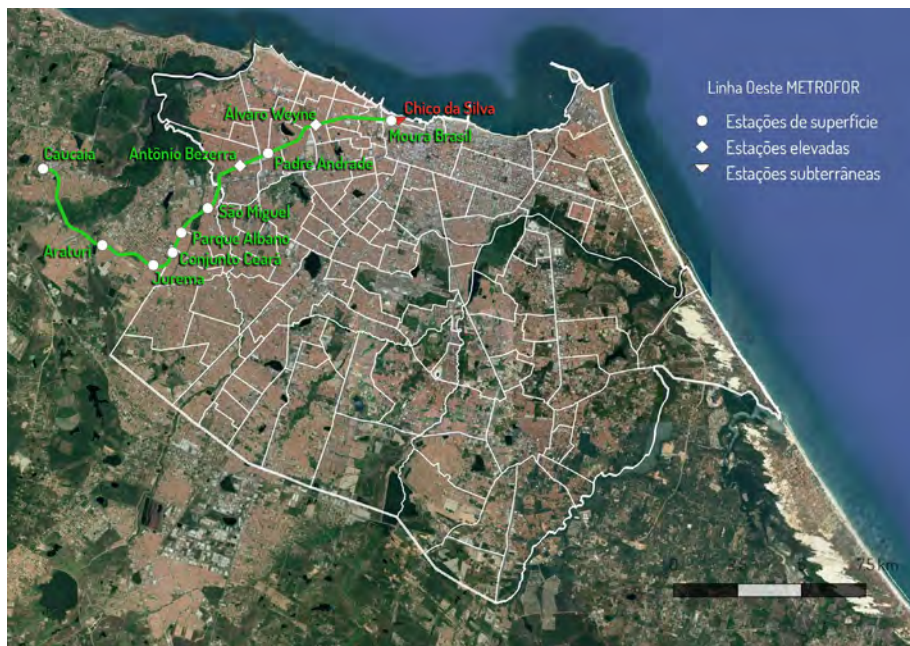 Linha Oeste METROFOR
Estações de superfície
Estações elevadas
Estações subterrâneas
Chico da Silva
Álvaro Weyne
Moura Brasil
Antônio Bezerra
Padre Andrade
Caucaia
São Miguel
Parque Albano
Araturi
Conjunto Ceará
Jurema
0
7.5 km